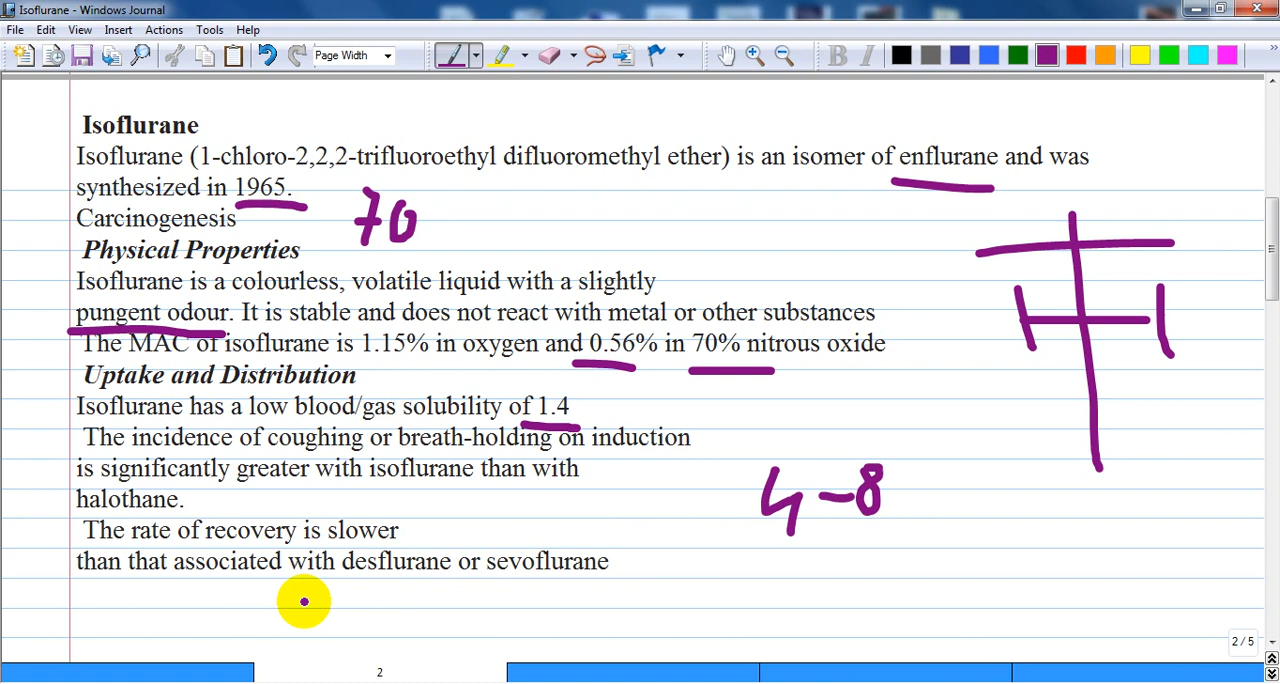 Isoflurane - Windows Journal
File Edit View Insert Actions Tools Help
Page Width
Isoflurane
Isoflurane (1-chloro-2,2,2-trifluoroethyl difluoromethyl ether) is an isomer of enflurane and was
synthesized in 1965.
Carcinogenesis
70
Physical Properties
Isoflurane is a colourless, volatile liquid with a slightly
pungent odour. It is stable and does not react with metal or other substances
The MAC of isoflurane is 1.15% in oxygen and 0.56% in 70% nitrous oxide
Uptake and Distribution
Isoflurane has a low blood/gas solubility of 1.4
The incidence of coughing or breath-holding on induction
is significantly greater with isoflurane than with
halothane.
4-8
The rate of recovery is slower
than that associated with desflurane or sevoflurane
2 / 5
2